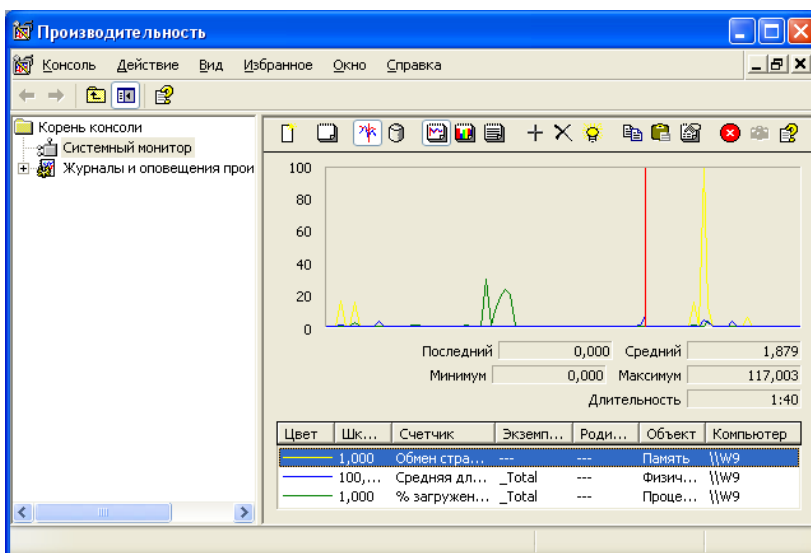 Производительность
Консоль Действие Вид Избранное Окно Справка
Корень консоли
Системный монитор
Журналы и оповещения прои
100
80
60
40
20
0
Последний 0,000 Средний 1,879
Минимум 0,000 Максимум 117,003
Длительность 1:40
Цвет Шк... Счетчик Экземп... Роди... Объект Компьютер
1,000 Обмен стра... --- --- Память \\W9
100,... Средняя дл... _Total --- Физич... \\W9
1,000 % загружен... _Total --- Проце... \\W9